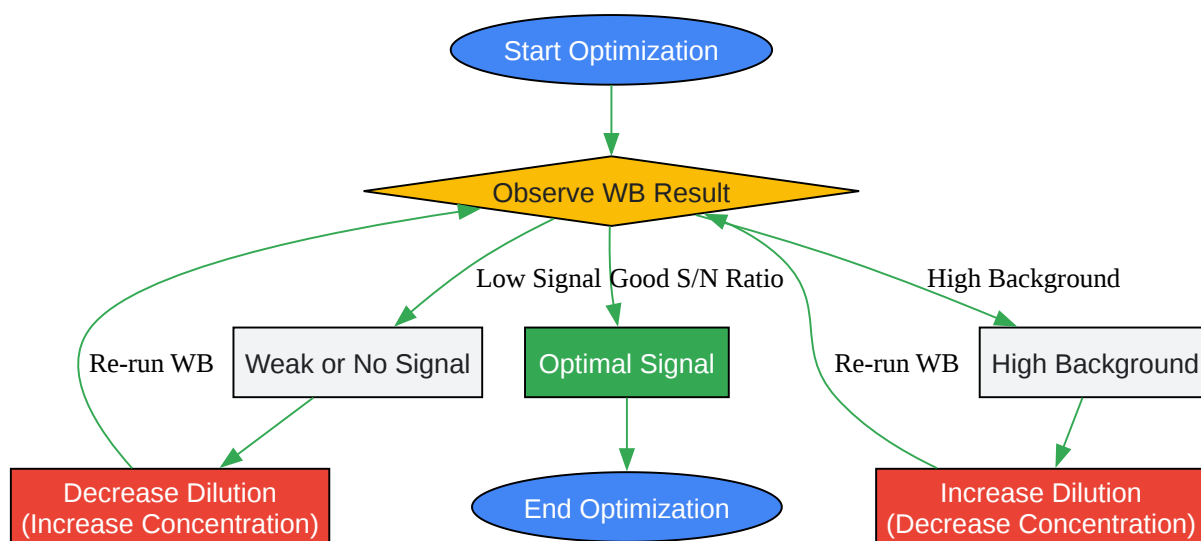 Start Optimization
Observe WB Result
Low Signal
Good S/N Ratio
High Background
Re-run WB
Weak or No Signal
Optimal Signal
Re-run WB
High Background
Decrease Dilution
(Increase Concentration)
End Optimization
Increase Dilution
(Decrease Concentration)